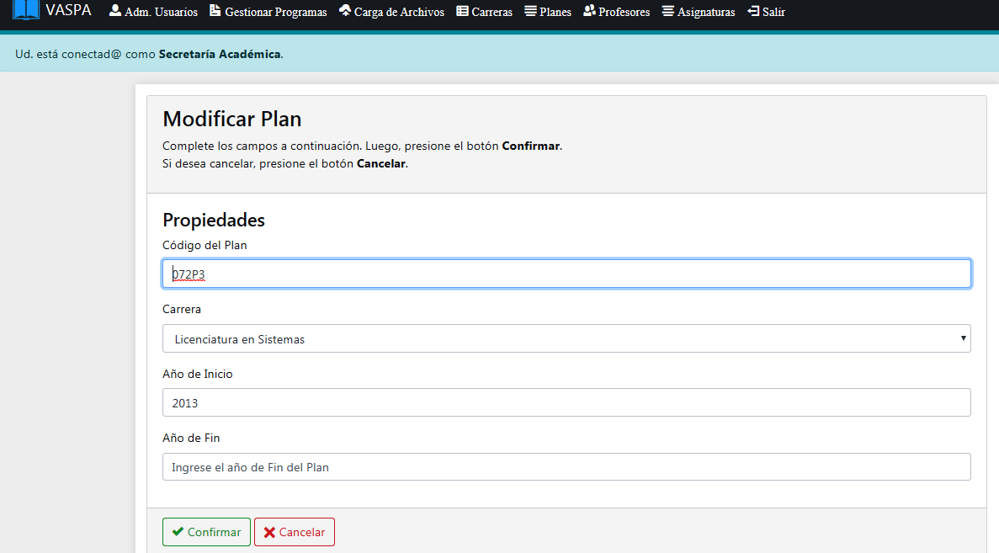 VASPA Adm. Usuarios Gestionar Programas Carga de Archivos Carreras Planes Profesores Asignaturas Salir
Ud. está conectad@ como Secretaría Académica.
Modificar Plan
Complete los campos a continuación. Luego, presione el botón Confirmar.
Si desea cancelar, presione el botón Cancelar.
Propiedades
Código del Plan
072P3
Carrera
Licenciatura en Sistemas
Año de Inicio
2013
Año de Fin
Ingrese el año de Fin del Plan
Confirmar Cancelar